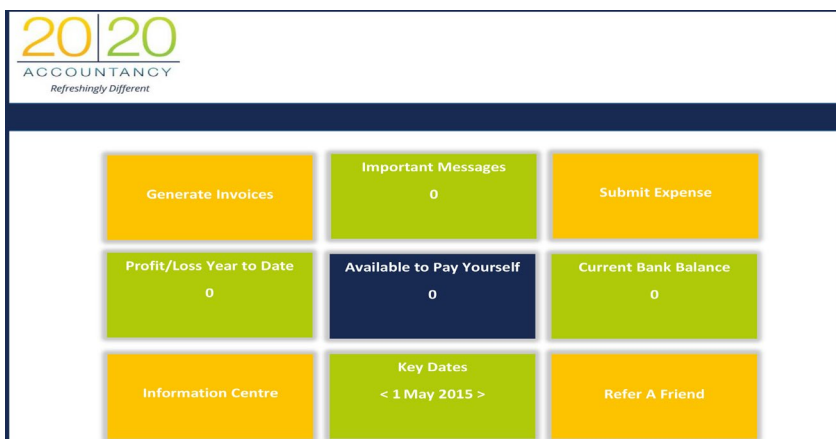 20|20
ACCOUNTANCY
Refreshingly Different
Generate Invoices
Important Messages
0
Submit Expense
Profit/Loss Year to Date
0
Available to Pay Yourself
0
Current Bank Balance
0
Information Centre
Key Dates
< 1 May 2015 >
Refer A Friend